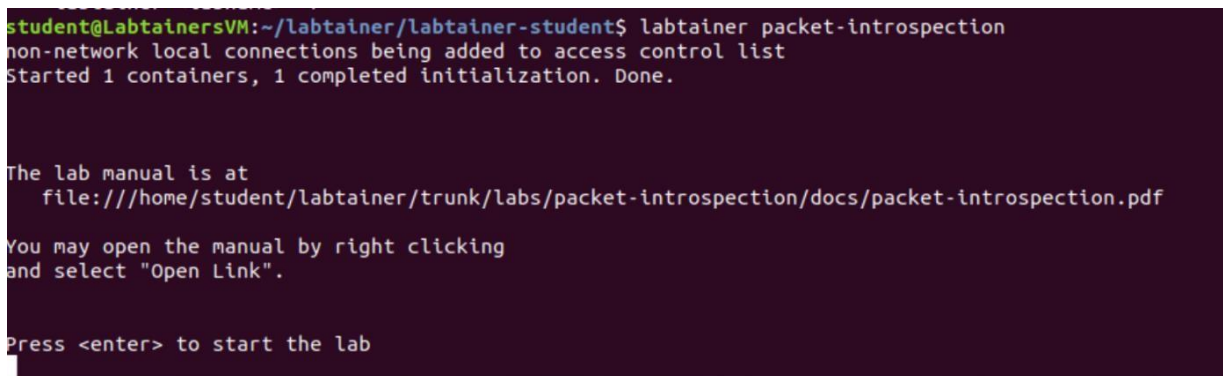 student@LabtainersVM:~/labtainer/labtainer-student$ labtainer packet-introspection
non-network local connections being added to access control list
Started 1 containers, 1 completed initialization. Done.
The lab manual is at
file:///home/student/labtainer/trunk/labs/packet-introspection/docs/packet-introspection.pdf
You may open the manual by right clicking
and select "Open Link".
Press <enter> to start the lab